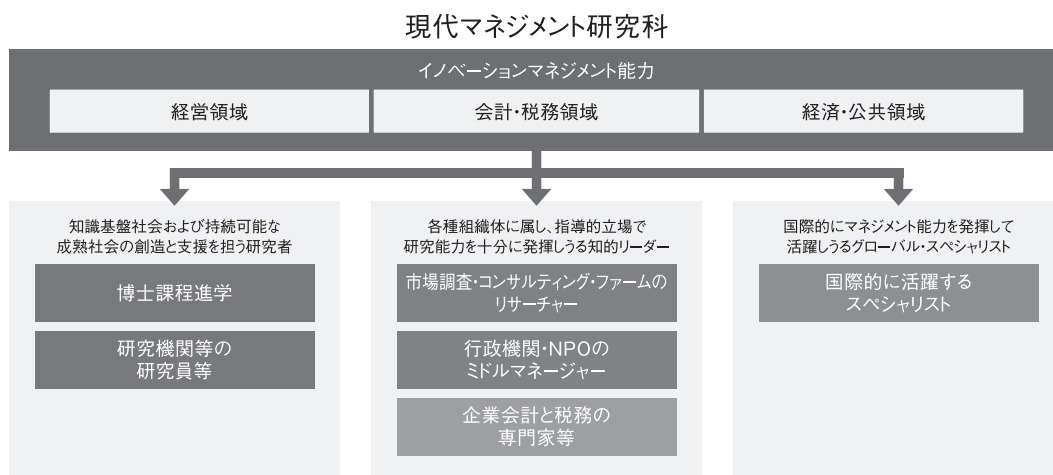 現代マネジメント研究科
イノベーションマネジメント能力
経営領域
会計・税務領域
経済・公共領域
知識基盤社会および持続可能な
成熟社会の創造と支援を担う研究者
博士課程進学
研究機関等の
研究員等
各種組織体に属し、指導的立場で
研究能力を十分に発揮しうる知的リーダー
市場調査・コンサルティング・ファームの
リサーチャー
行政機関・NPOの
ミドルマネージャー
企業会計と税務の
専門家等
国際的にマネジメント能力を発揮して
活躍しうるグローバル・スペシャリスト
国際的に活躍する
スペシャリスト